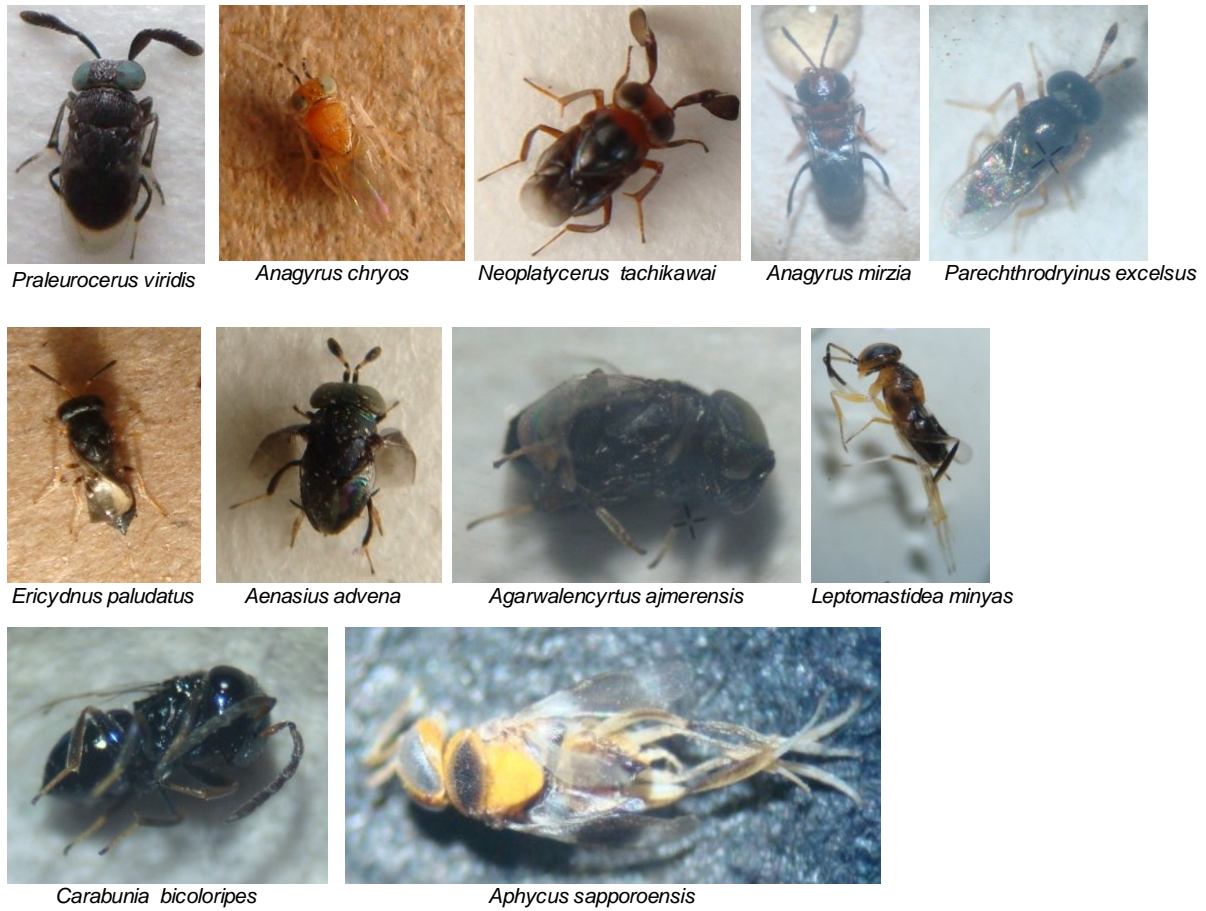 Praleurocerus viridis
Anagyrus chryos
Neoplatycerus tachikawai
Anagyrus mirzia
Parechthrodryinus excelsus
Ericydnus paludatus
Aenasius advena
Agarwalencyrtus ajmerensis
Leptomastidea minyas
Carabunia bicoloripes
Aphycus sapporoensis